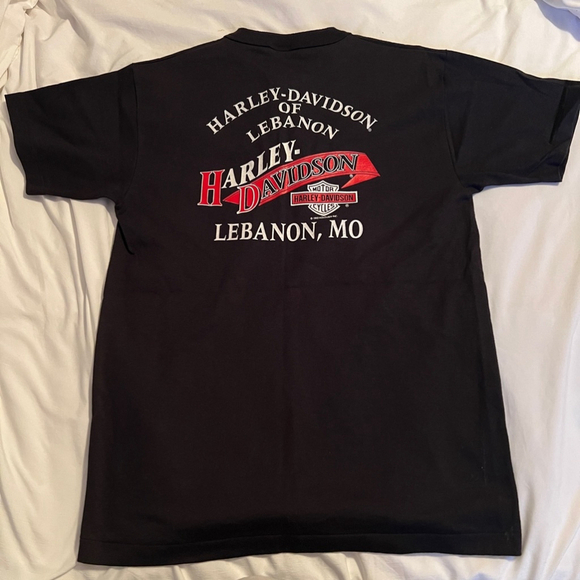 HARLEY-DAVIDSON®
OF
LEBANON
HARLEY-
DAVIDSON
MOTOR
HARLEY-DAVIDSON
CYCLES
®
LEBANON, MO